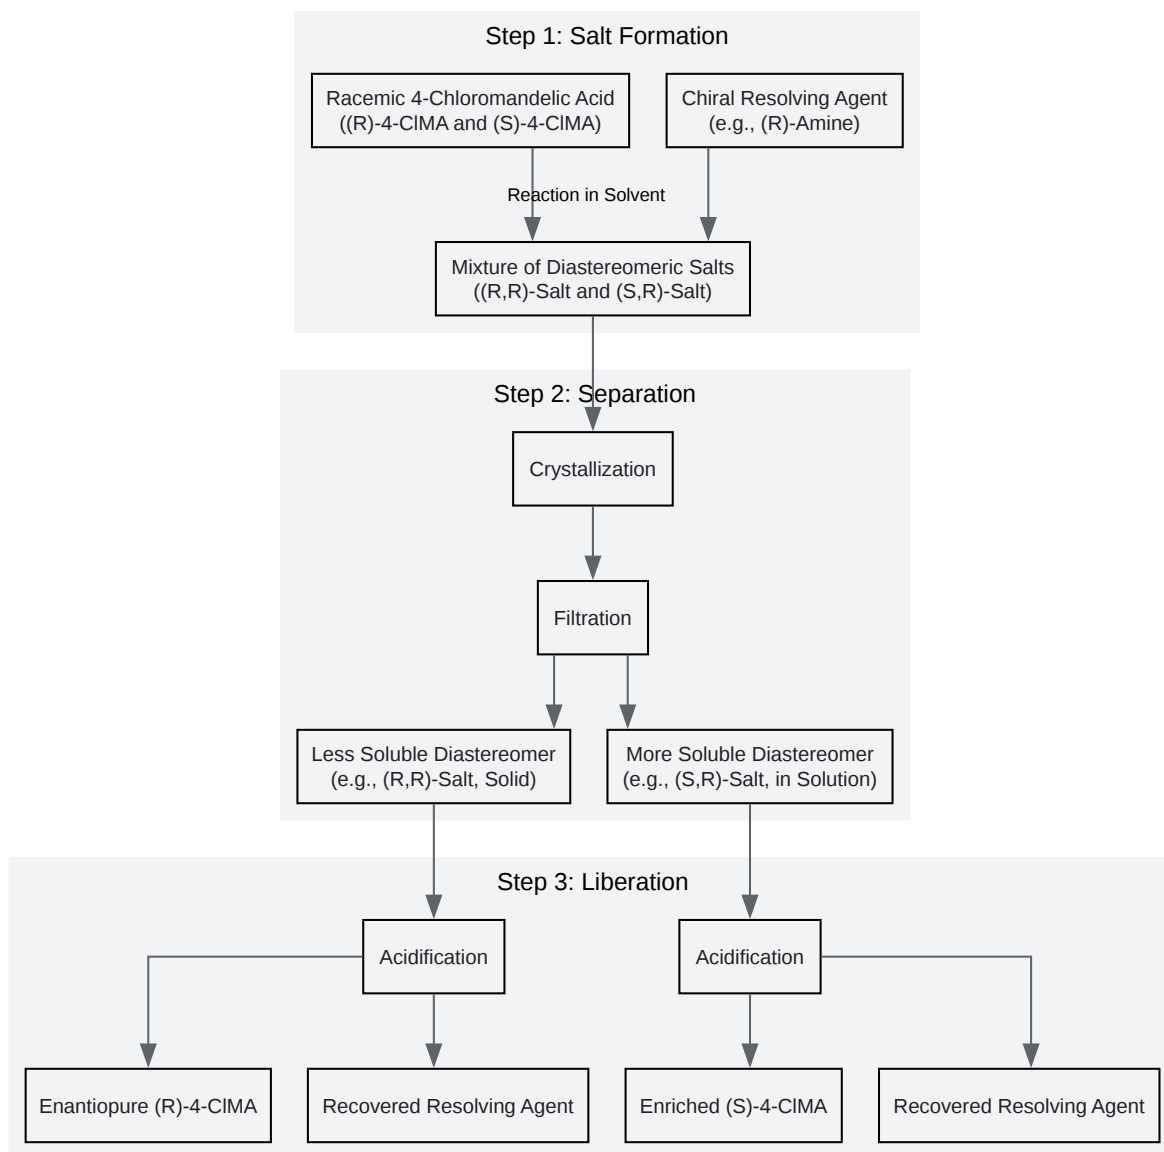 Step 1: Salt Formation
Racemic 4-Chloromandelic Acid
((R)-4-ClMA and (S)-4-ClMA)
Chiral Resolving Agent
(e.g., (R)-Amine)
Reaction in Solvent
Mixture of Diastereomeric Salts
((R,R)-Salt and (S,R)-Salt)
Step 2: Separation
Crystallization
Filtration
Less Soluble Diastereomer
(e.g., (R,R)-Salt, Solid)
More Soluble Diastereomer
(e.g., (S,R)-Salt, in Solution)
Step 3: Liberation
Acidification
Acidification
Enantiopure (R)-4-ClMA
Recovered Resolving Agent
Enriched (S)-4-ClMA
Recovered Resolving Agent